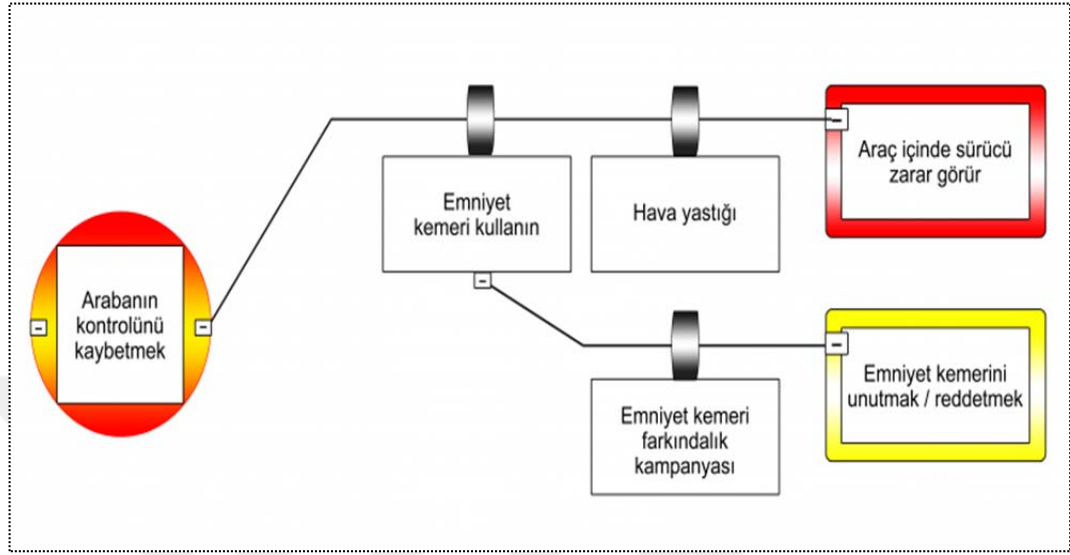 Arabanın
kontrolünü
kaybetmek
Emniyet
kemeri kullanın
Hava yastığı
Araç içinde sürücü
zarar görür
Emniyet kemeri
farkındalık
kampanyası
Emniyet kemerini
unutmak / reddetmek